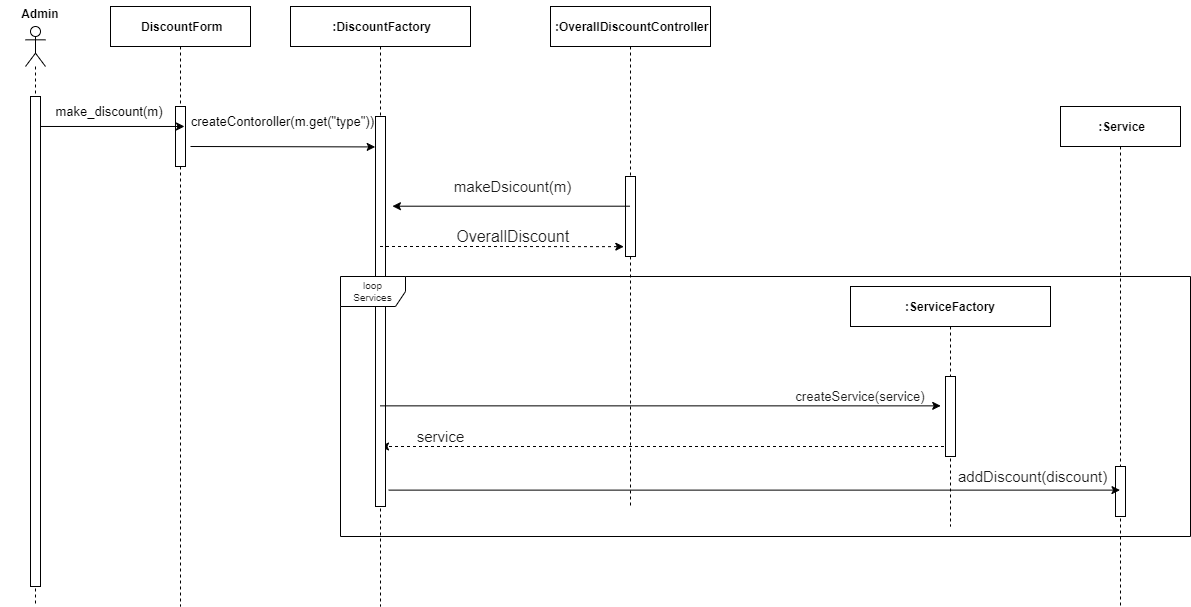 Admin
DiscountForm
:DiscountFactory
:OverallDiscountController
make_discount(m)
createContoroller(m.get("type"))
:Service
makeDsicount(m)
OverallDiscount
loop
Services
:ServiceFactory
createService(service)
service
addDiscount(discount)